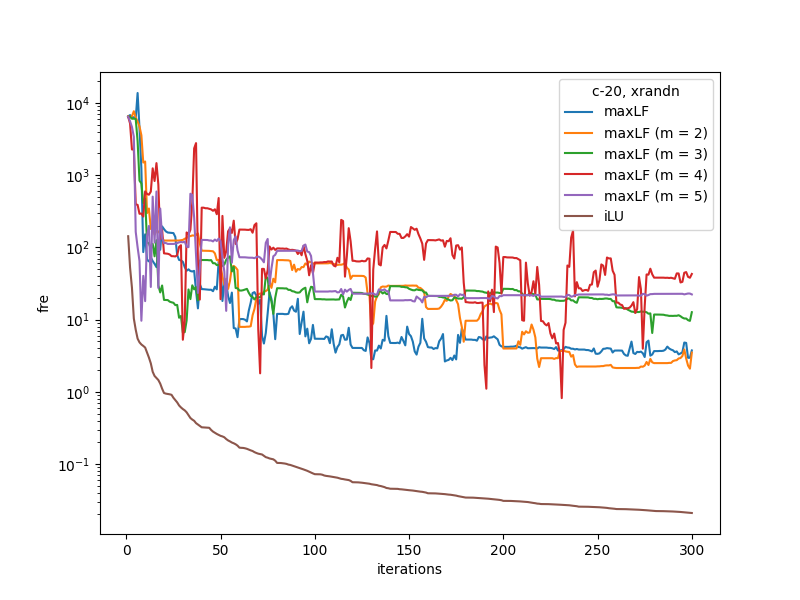 c-20, xrandn
maxLF
maxLF (m = 2)
maxLF (m = 3)
maxLF (m = 4)
maxLF (m = 5)
iLU
10⁴
10³
10²
10¹
10⁰
10⁻¹
fre
0 50 100 150 200 250 300
iterations